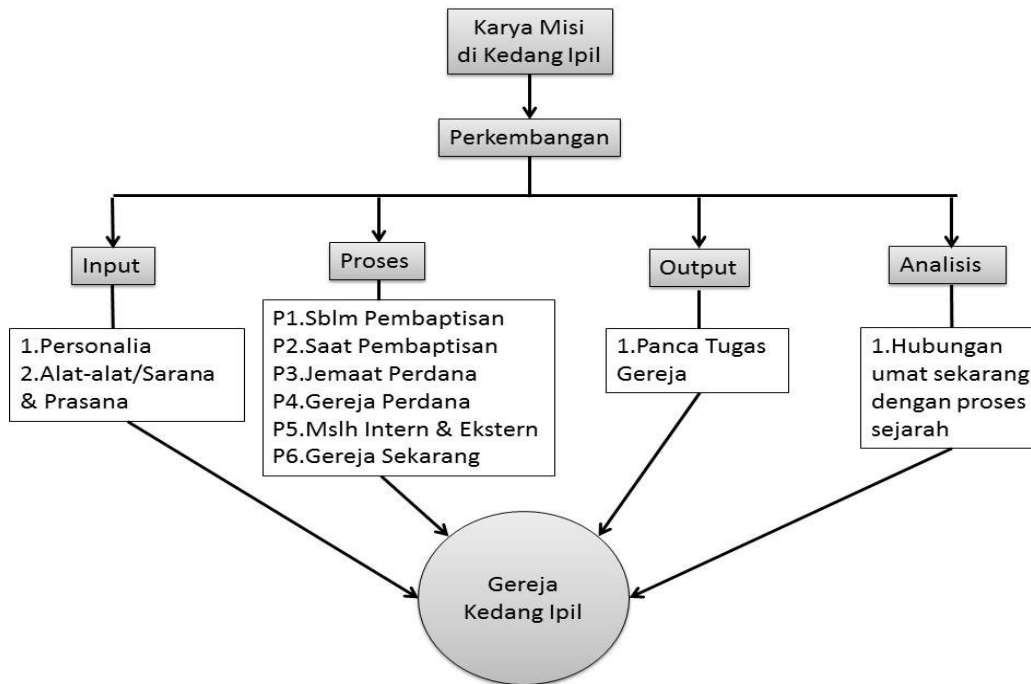 Karya Misi
di Kedang Ipil
Perkembangan
Input
Proses
Output
Analisis
1.Personalia
2.Alat-alat/Sarana
& Prasana
P1.Sblm Pembaptisan
P2.Saat Pembaptisan
P3.Jemaat Perdana
P4.Gereja Perdana
P5.Mslh Intern & Ekstern
P6.Gereja Sekarang
1.Panca Tugas
Gereja
1.Hubungan
umat sekarang
dengan proses
sejarah
Gereja
Kedang Ipil